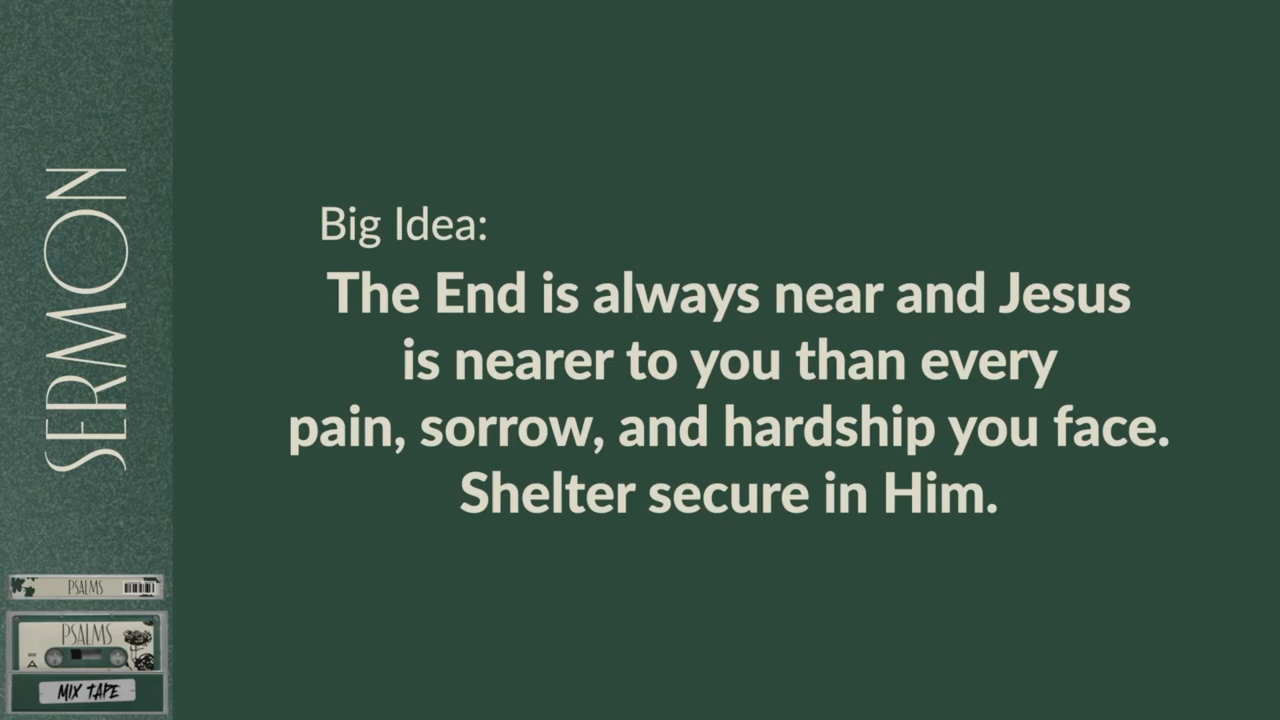 SERMON
Big Idea:
The End is always near and Jesus
is nearer to you than every
pain, sorrow, and hardship you face.
Shelter secure in Him.
PSALMS
PSALMS
A
MIX TAPE